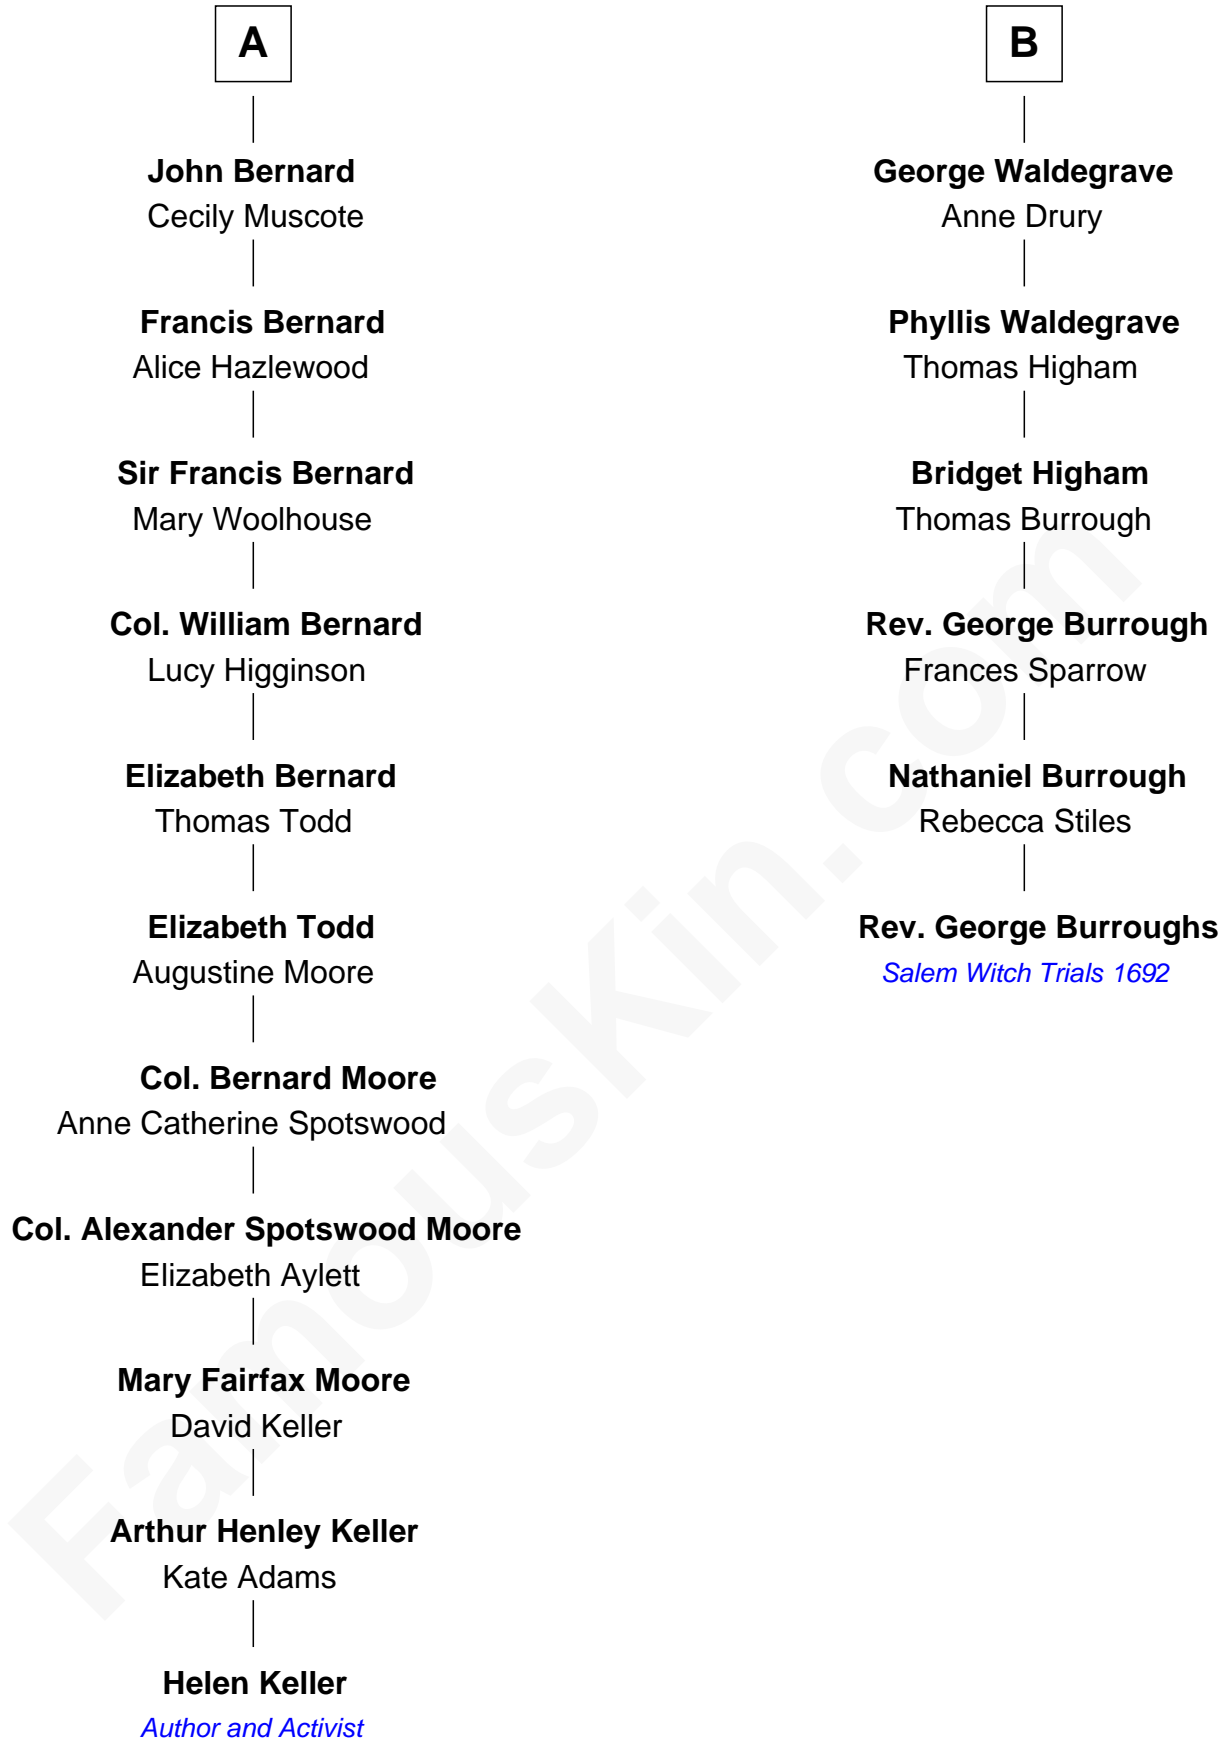 A
John Bernard
Cecily Muscote
Francis Bernard
Alice Hazlewood
Sir Francis Bernard
Mary Woolhouse
Col. William Bernard
Lucy Higginson
Elizabeth Bernard
Thomas Todd
Elizabeth Todd
Augustine Moore
Col. Bernard Moore
Anne Catherine Spotswood
Col. Alexander Spotswood Moore
Elizabeth Aylett
Mary Fairfax Moore
David Keller
Arthur Henley Keller
Kate Adams
Helen Keller
Author and Activist
B
George Waldegrave
Anne Drury
Phyllis Waldegrave
Thomas Higham
Bridget Higham
Thomas Burrough
Rev. George Burrough
Frances Sparrow
Nathaniel Burrough
Rebecca Stiles
Rev. George Burroughs
Salem Witch Trials 1692
FamousKin.com